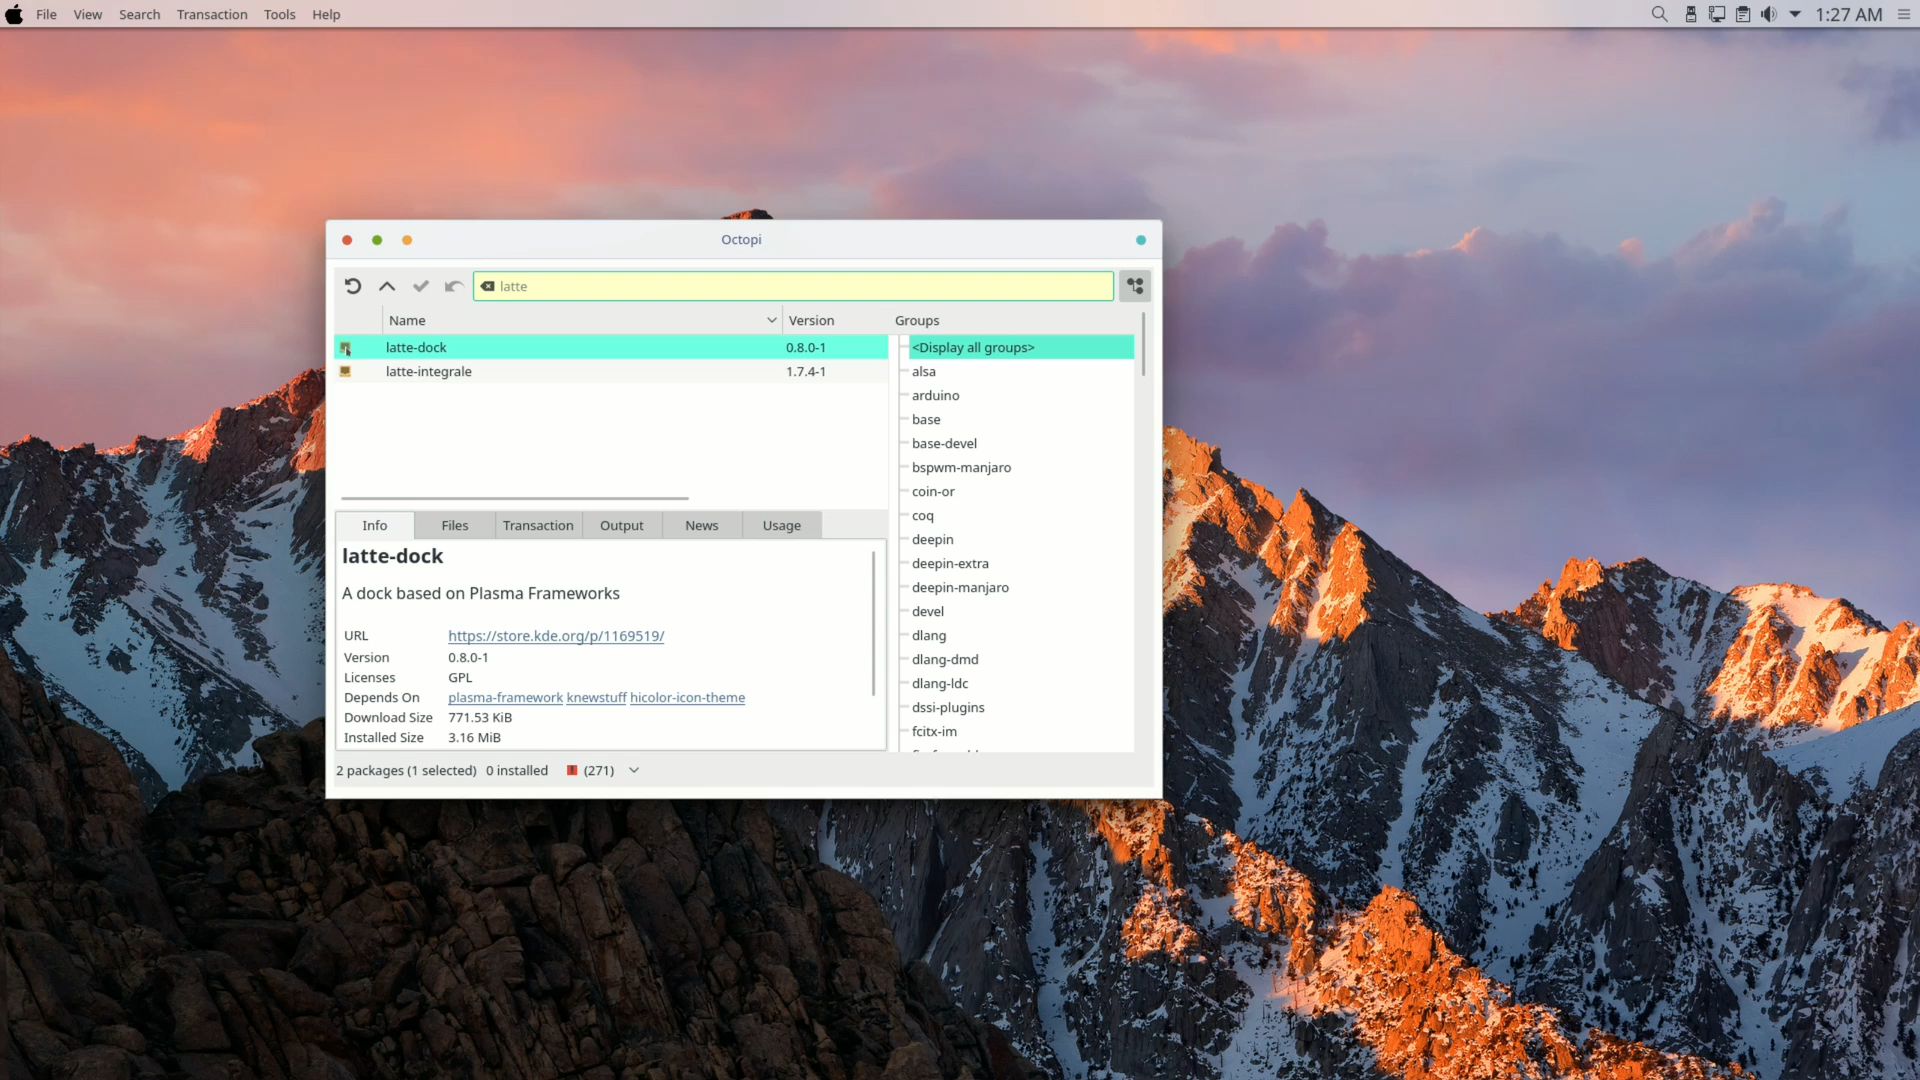 File View Search Transaction Tools Help
1:27 AM
Octopi
latte
Name Version Groups
latte-dock 0.8.0-1
latte-integrale 1.7.4-1
<Display all groups>
alsa
arduino
base
base-devel
bspwm-manjaro
coin-or
coq
deepin
deepin-extra
deepin-manjaro
devel
dlang
dlang-dmd
dlang-ldc
dssi-plugins
fcitx-im
Info Files Transaction Output News Usage
latte-dock
A dock based on Plasma Frameworks
URL https://store.kde.org/p/1169519/
Version 0.8.0-1
Licenses GPL
Depends On plasma-framework knewstuff hicolor-icon-theme
Download Size 771.53 KiB
Installed Size 3.16 MiB
2 packages (1 selected) 0 installed (271)